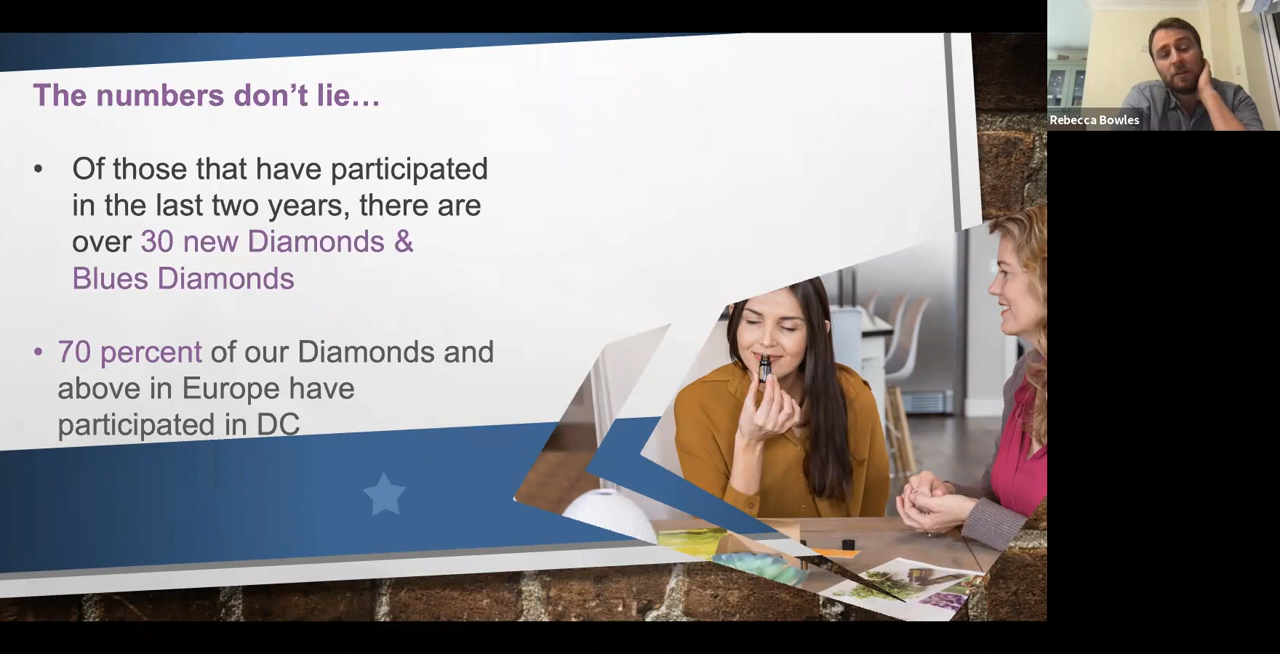 The numbers don’t lie…
• Of those that have participated
in the last two years, there are
over 30 new Diamonds &
Blues Diamonds
• 70 percent of our Diamonds and
above in Europe have
participated in DC
Rebecca Bowles